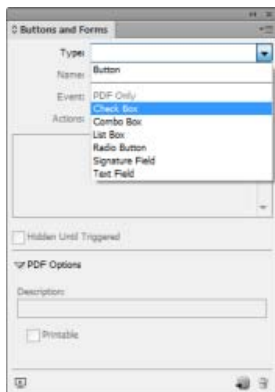 Buttons and Forms
Type:
Name:
Button
Event:
PDF Only
Check Box
Actions:
Combo Box
List Box
Radio Button
Signature Field
Text Field
Hidden Until Triggered
PDF Options
Description:
Printable